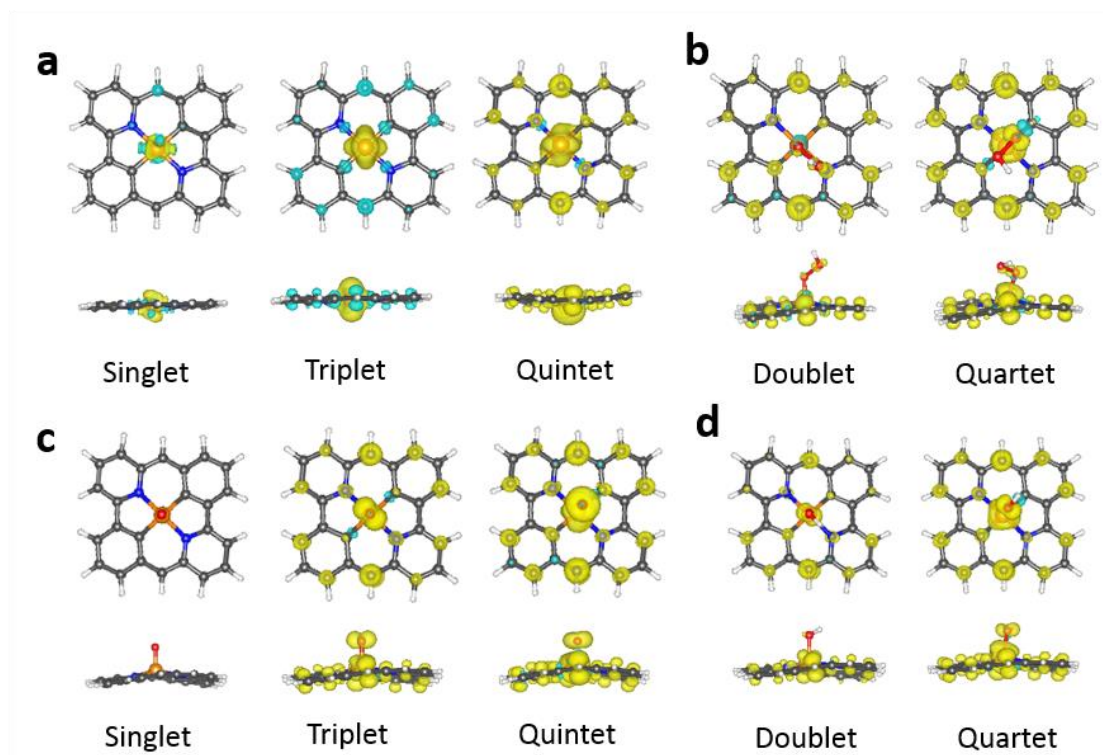 a
b
Singlet
Triplet
Quintet
Doublet
Quartet
c
d
Singlet
Triplet
Quintet
Doublet
Quartet